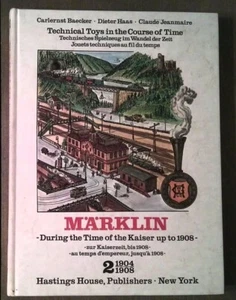 Carlernst Baecker · Dieter Haas · Claude Jeanmaire
Technical Toys in the Course of Time
Technisches Spielzeug im Wandel der Zeit
Jouets techniques au fil du temps
MÄRKLIN
-During the Time of the Kaiser up to 1908-
-zur Kaiserzeit, bis 1908-
-au temps d'empereur, jusqu'à 1908-
2 1904
1908
Hastings House, Publishers · New York